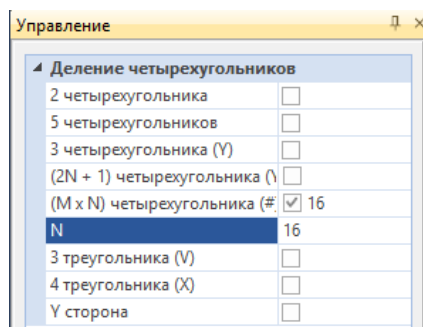 Управление
Деление четырехугольников
2 четырехугольника
5 четырехугольников
3 четырехугольника (Y)
(2N + 1) четырехугольника (
(M x N) четырехугольника (# 16
N 16
3 треугольника (V)
4 треугольника (X)
Y сторона